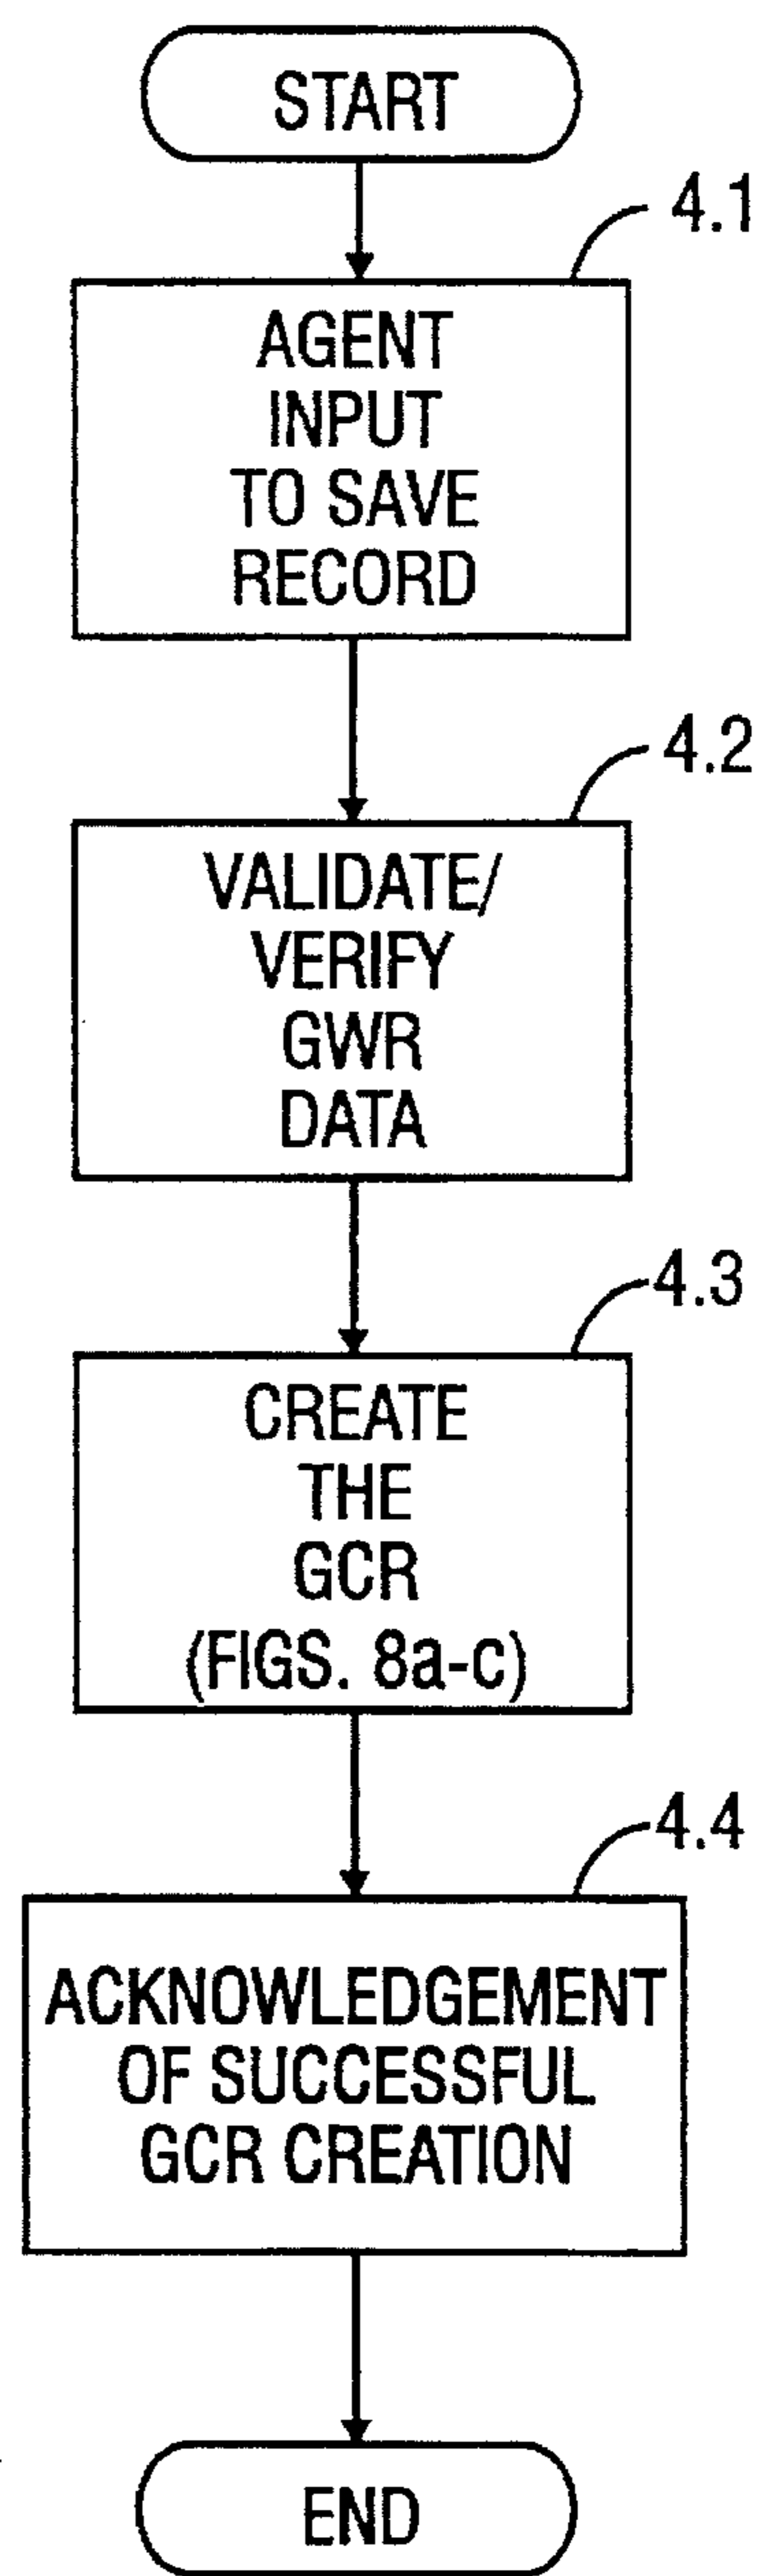 START
4.1
AGENT
INPUT
TO SAVE
RECORD
4.2
VALIDATE/
VERIFY
GWR
DATA
4.3
CREATE
THE
GCR
(FIGS. 8a-c)
4.4
ACKNOWLEDGEMENT
OF SUCCESSFUL
GCR CREATION
END